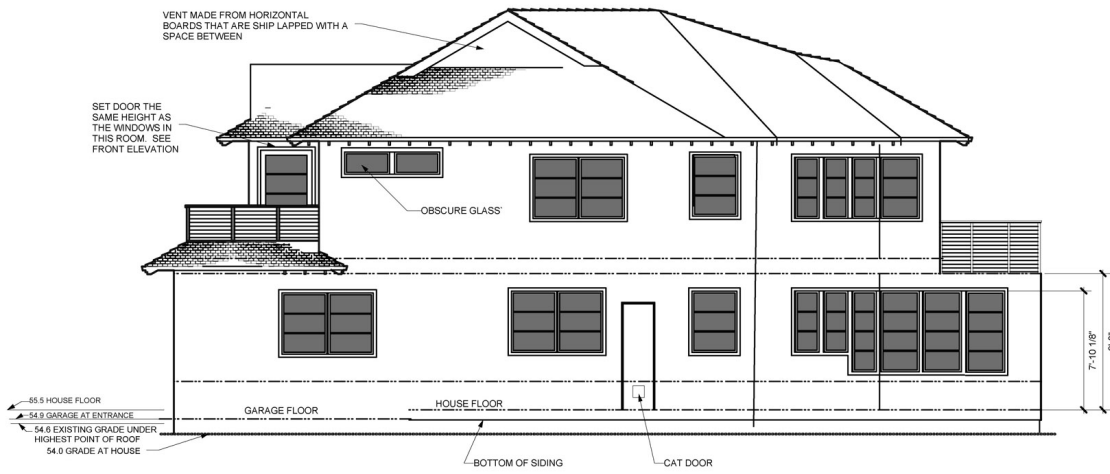 VENT MADE FROM HORIZONTAL
BOARDS THAT ARE SHIP LAPPED WITH A
SPACE BETWEEN
SET DOOR THE
SAME HEIGHT AS
THE WINDOWS IN
THIS ROOM. SEE
FRONT ELEVATION
OBSCURE GLASS'
7'-10 1/8"
55.5 HOUSE FLOOR
HOUSE FLOOR
54.9 GARAGE AT ENTRANCE
GARAGE FLOOR
54.6 EXISTING GRADE UNDER
HIGHEST POINT OF ROOF
54.0 GRADE AT HOUSE
BOTTOM OF SIDING
CAT DOOR